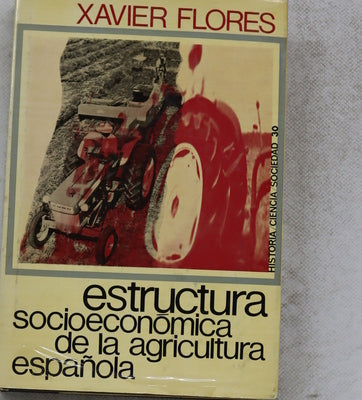 XAVIER FLORES
HISTORIA CIENCIA SOCIEDAD 30
estructura
socioeconómica
de la agricultura
española